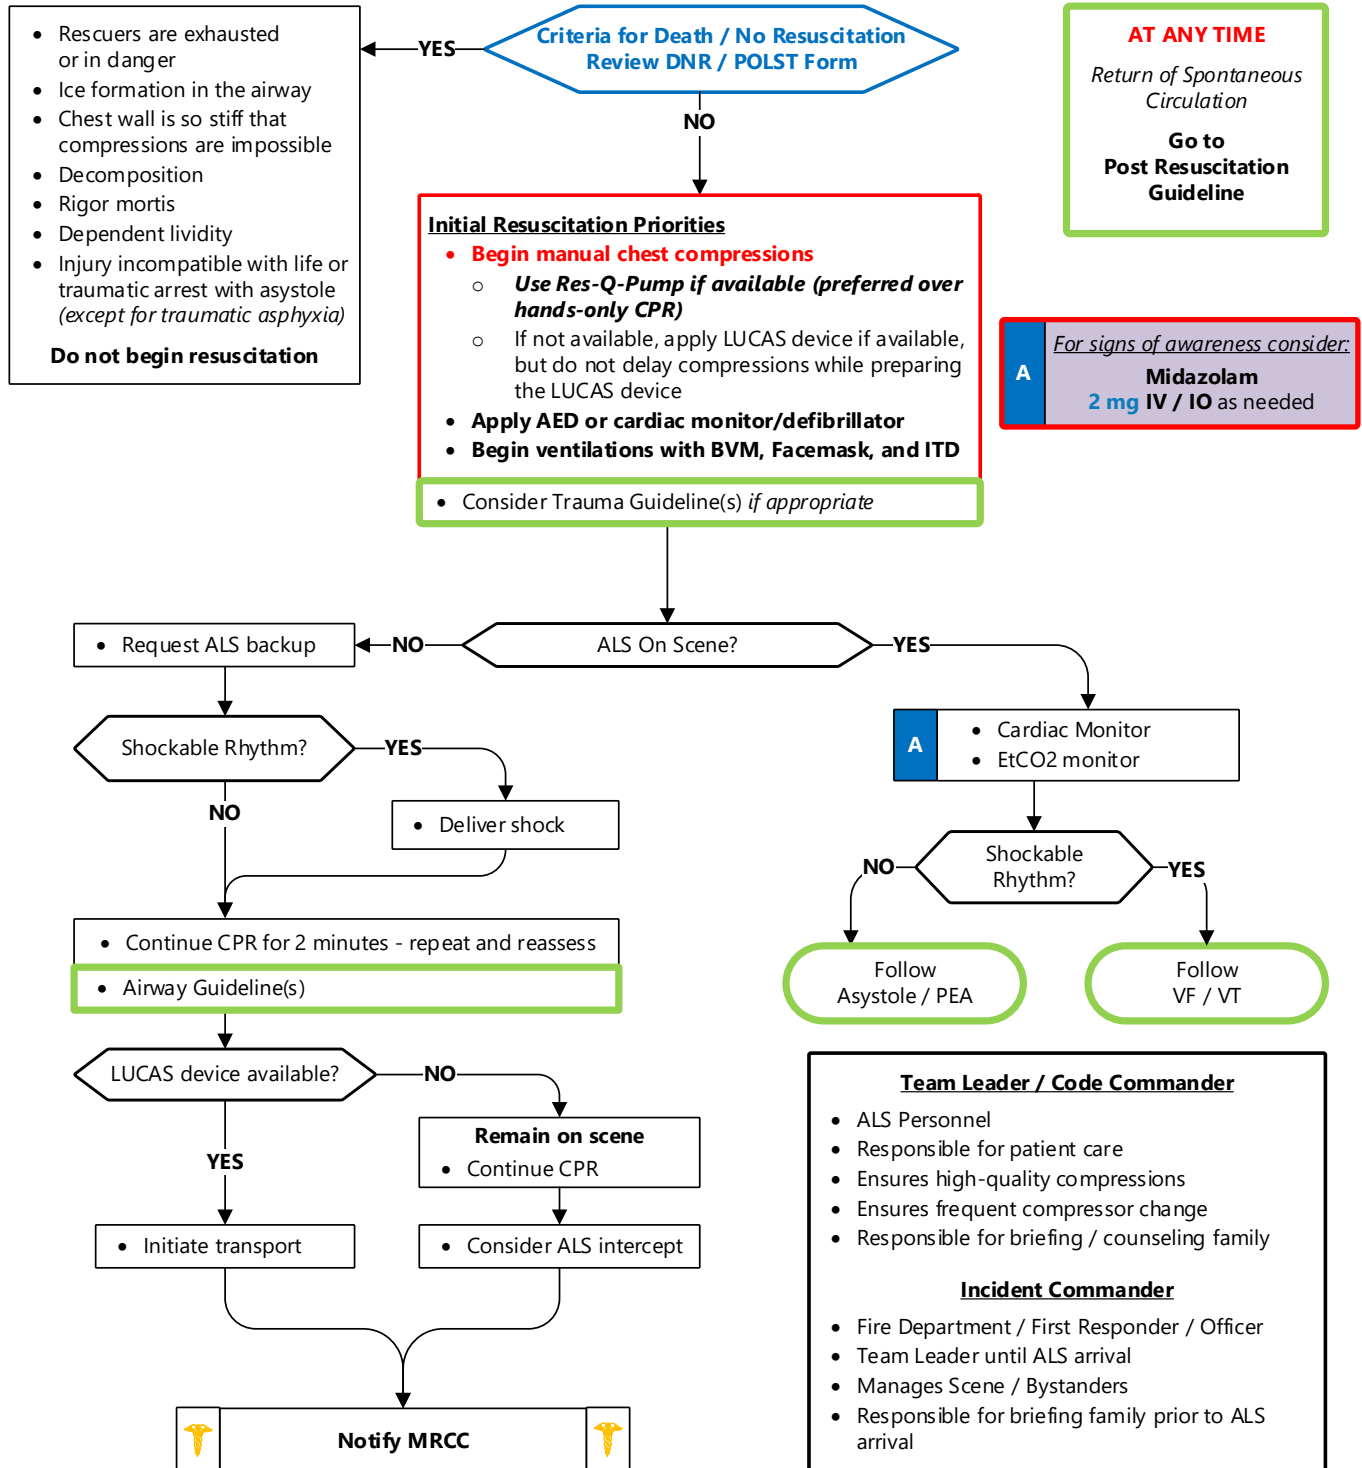 • Rescuers are exhausted
or in danger
• Ice formation in the airway
• Chest wall is so stiff that
compressions are impossible
• Decomposition
• Rigor mortis
• Dependent lividity
• Injury incompatible with life or
traumatic arrest with asystole
(except for traumatic asphyxia)
Do not begin resuscitation
YES
Criteria for Death / No Resuscitation
Review DNR / POLST Form
NO
AT ANY TIME
Return of Spontaneous
Circulation
Go to
Post Resuscitation
Guideline
Initial Resuscitation Priorities
• Begin manual chest compressions
o Use Res-Q-Pump if available (preferred over
hands-only CPR)
o If not available, apply LUCAS device if available,
but do not delay compressions while preparing
the LUCAS device
• Apply AED or cardiac monitor/defibrillator
• Begin ventilations with BVM, Facemask, and ITD
• Consider Trauma Guideline(s) if appropriate
A
For signs of awareness consider:
Midazolam
2 mg IV / IO as needed
ALS On Scene?
NO
• Request ALS backup
YES
Shockable Rhythm?
YES
NO
• Deliver shock
• Continue CPR for 2 minutes - repeat and reassess
• Airway Guideline(s)
LUCAS device available?
NO
YES
Remain on scene
• Continue CPR
• Initiate transport
• Consider ALS intercept
Notify MRCC
A
• Cardiac Monitor
• EtCO2 monitor
Shockable
Rhythm?
NO
YES
Follow
Asystole / PEA
Follow
VF / VT
Team Leader / Code Commander
• ALS Personnel
• Responsible for patient care
• Ensures high-quality compressions
• Ensures frequent compressor change
• Responsible for briefing / counseling family
Incident Commander
• Fire Department / First Responder / Officer
• Team Leader until ALS arrival
• Manages Scene / Bystanders
• Responsible for briefing family prior to ALS
arrival